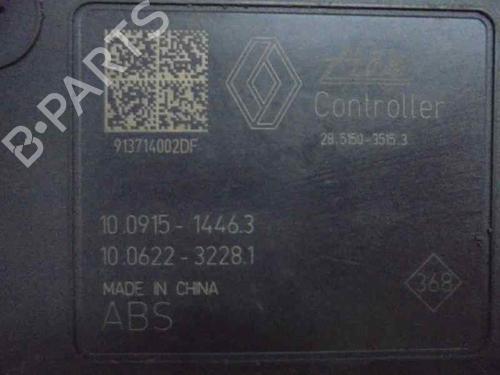 B-PARTS
Ate
Controller
28.5150-3515.3
913714002DF
10.0915-1446.3
10.0622-3228.1
MADE IN CHINA
ABS
368